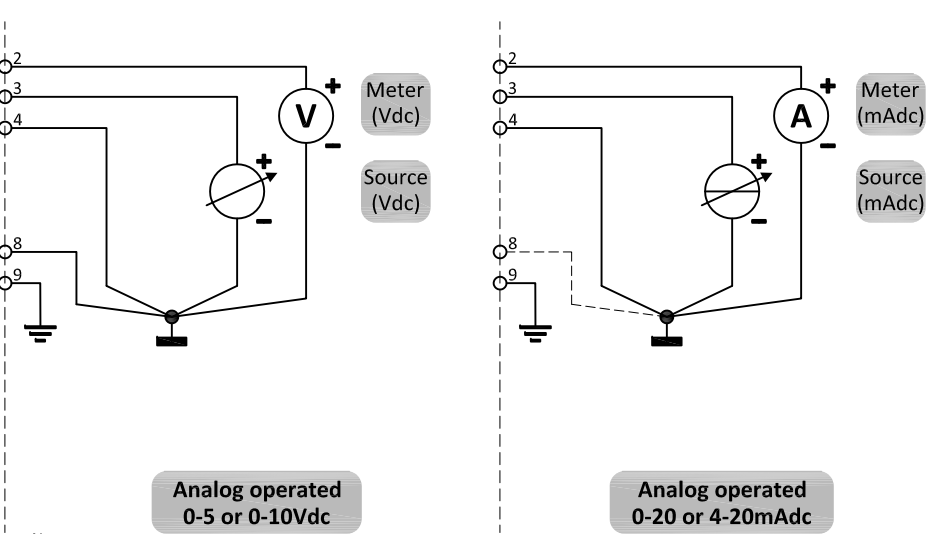 2
3
4
8
9
V
+
−
+
−
Meter
(Vdc)
Source
(Vdc)
Analog operated
0-5 or 0-10Vdc
2
3
4
8
9
A
+
−
+
−
Meter
(mAdc)
Source
(mAdc)
Analog operated
0-20 or 4-20mAdc